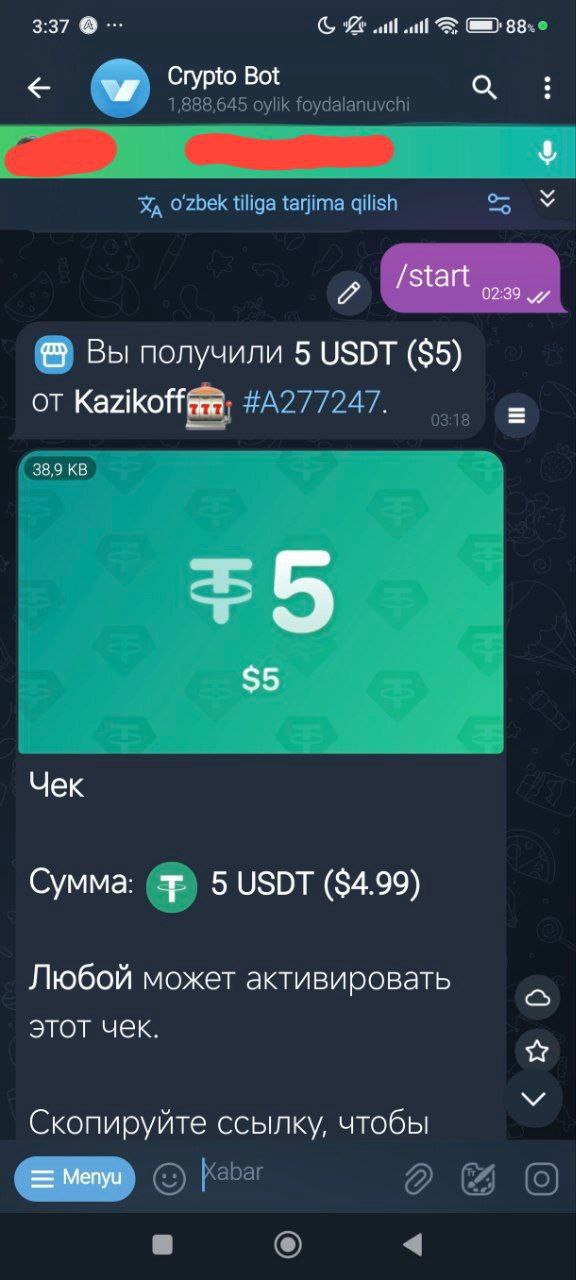 3:37 ... 88%
Crypto Bot
1,888,645 oylik foydalanuvchi
o'zbek tiliga tarjima qilish
/start
02:39
Вы получили 5 USDT ($5)
от Kazikoff 777 #A277247.
03:18
38,9 KB
5
$5
Чек
Сумма: 5 USDT ($4.99)
Любой может активировать
этот чек.
Скопируйте ссылку, чтобы
Menyu
Xabar